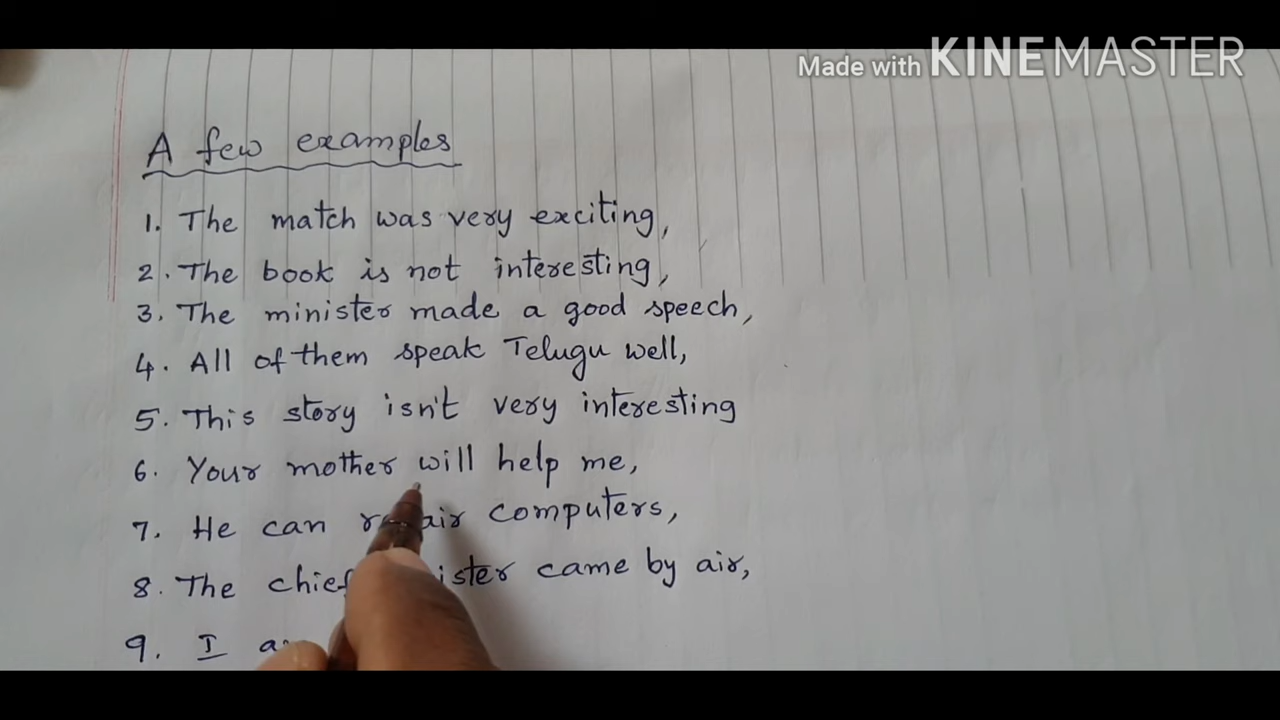 Made with KINEMASTER
A few examples
1. The match was very exciting,
2. The book is not interesting,
3. The minister made a good speech,
4. All of them speak Telugu well,
5. This story isn't very interesting
6. Your mother will help me,
7. He can computers,
8. The came by air,
9. I